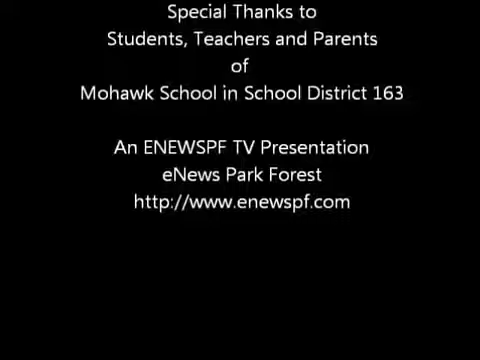 Special Thanks to
Students, Teachers and Parents
of
Mohawk School in School District 163
An ENEWSPF TV Presentation
eNews Park Forest
http://www.enewspf.com